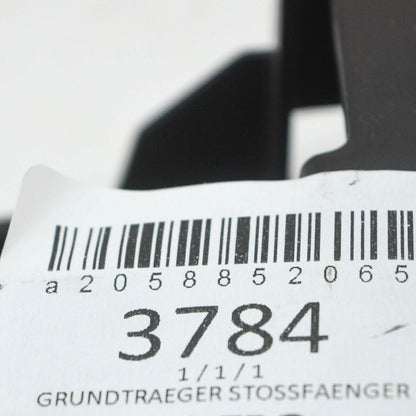 a2058852065
3784
1/1/1
GRUNDTRAEGER STOSSFAENGER